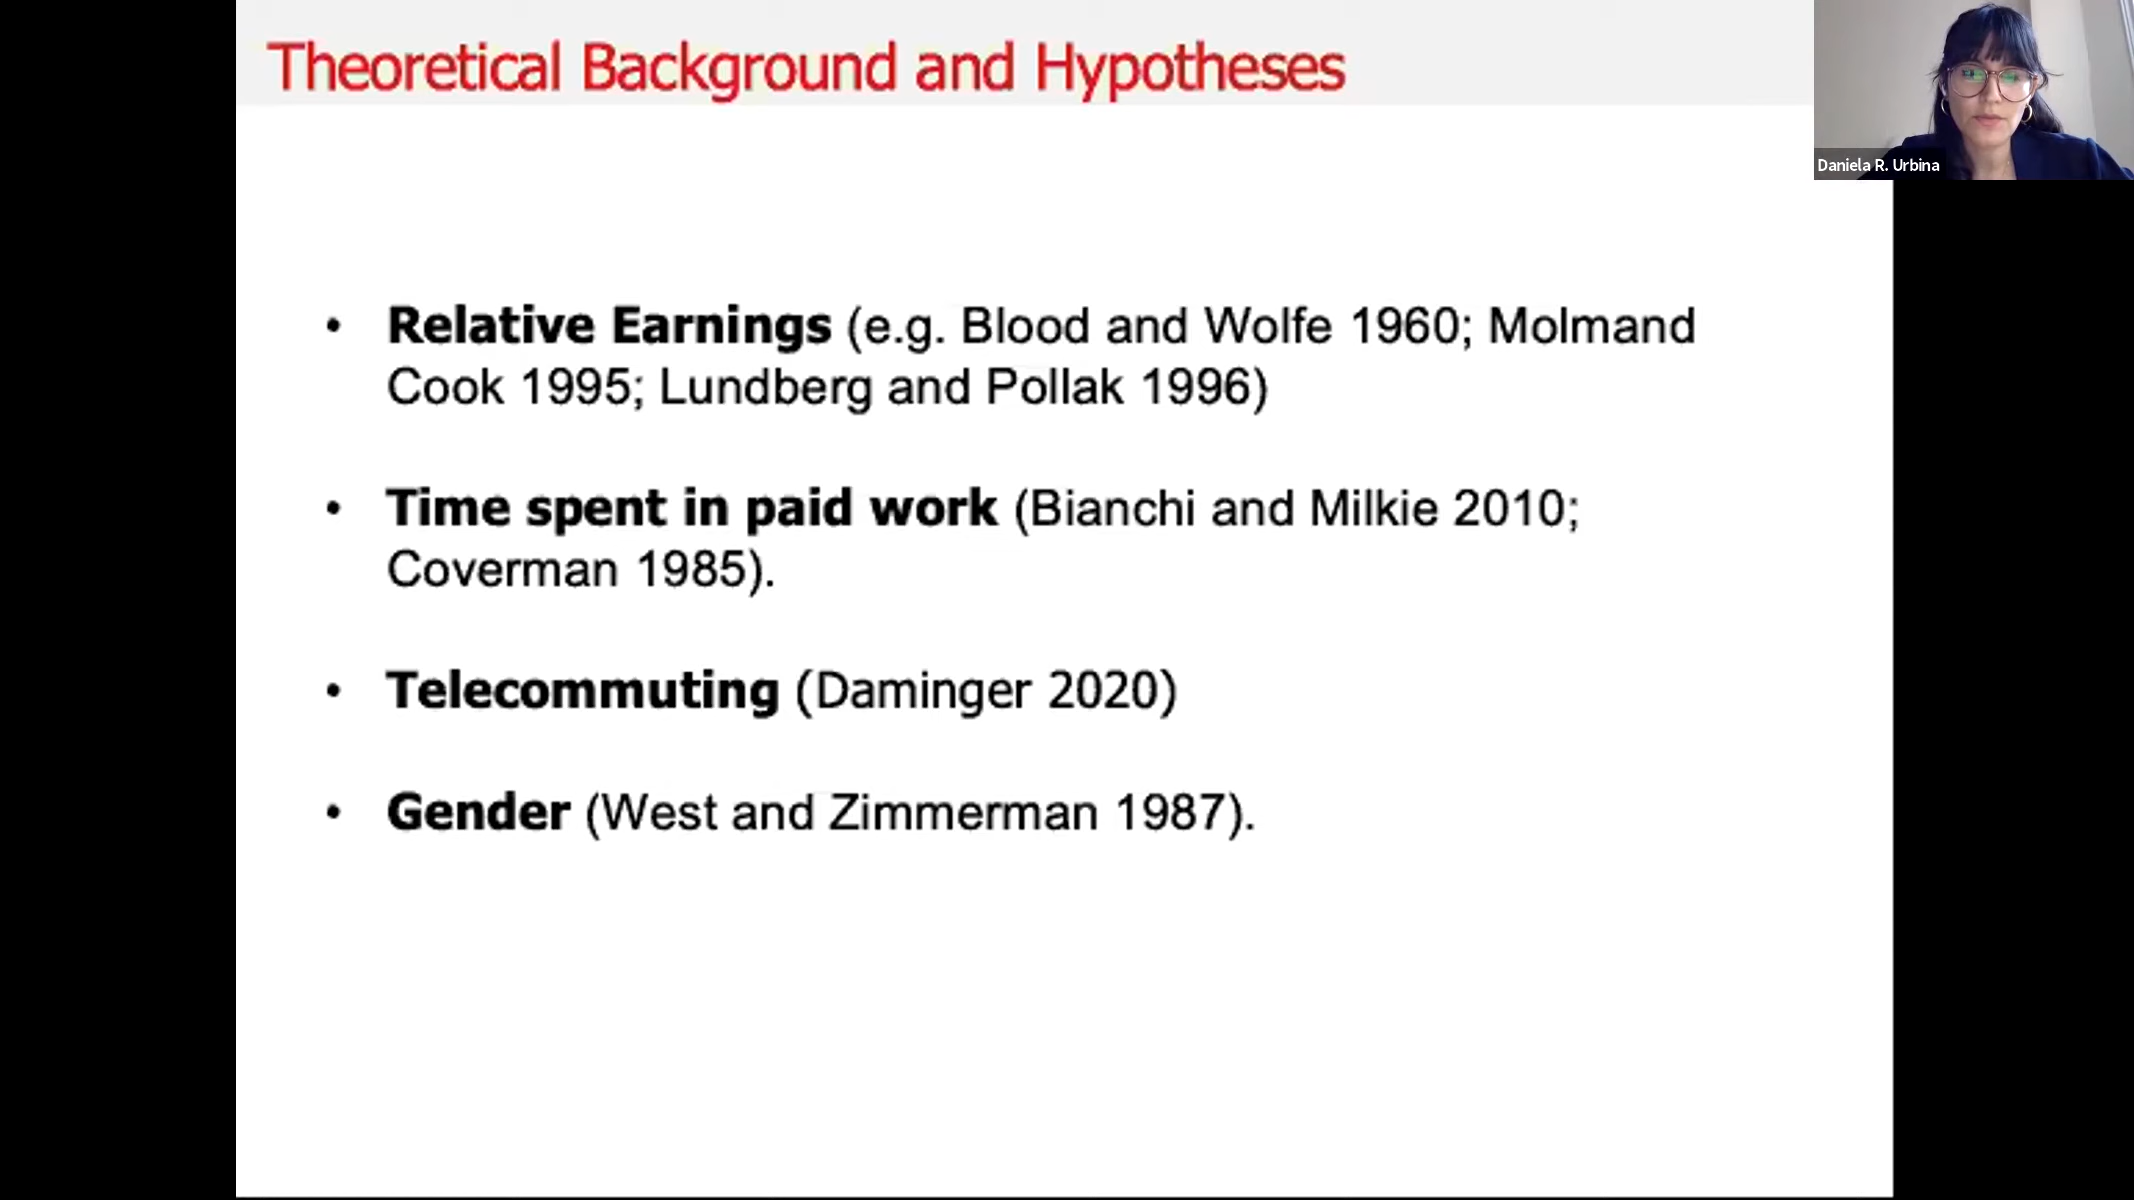 Theoretical Background and Hypotheses
Daniela R. Urbina
• Relative Earnings (e.g. Blood and Wolfe 1960; Molmand
Cook 1995; Lundberg and Pollak 1996)
• Time spent in paid work (Bianchi and Milkie 2010;
Coverman 1985).
• Telecommuting (Daminger 2020)
• Gender (West and Zimmerman 1987).